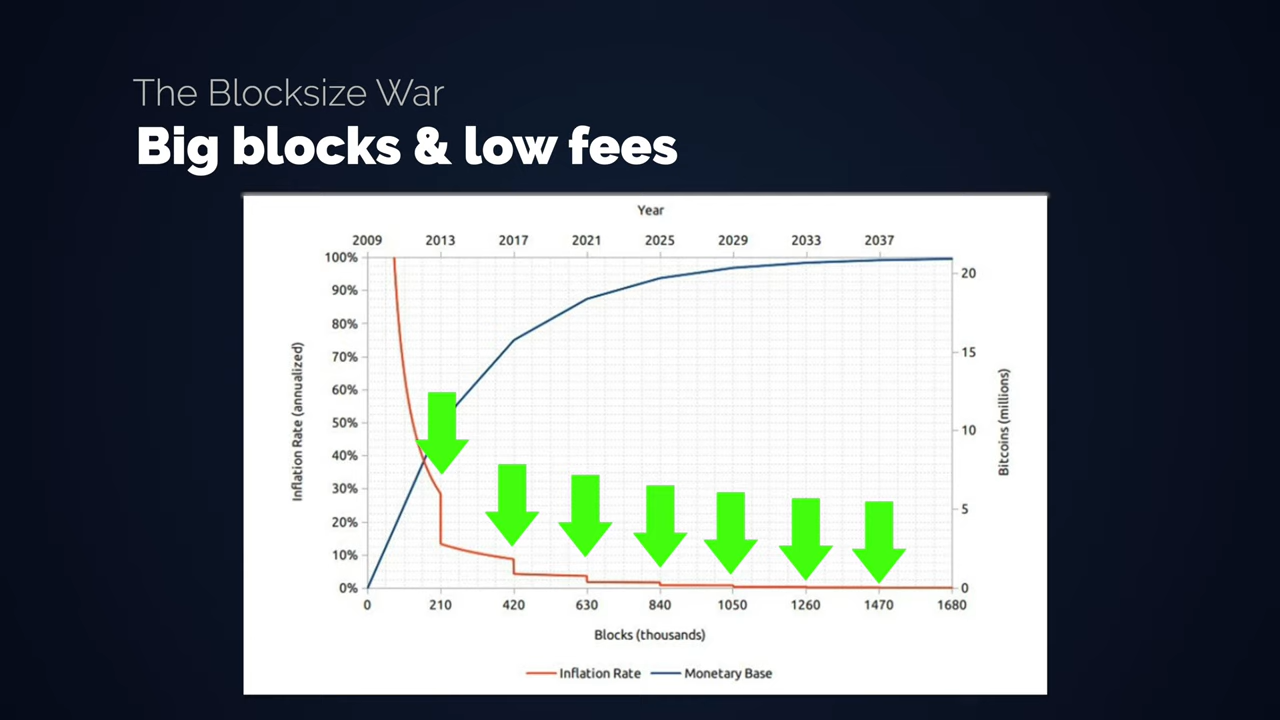 The Blocksize War
Big blocks & low fees
Year
2009 2013 2017 2021 2025 2029 2033 2037
100%
90%
80%
70%
60%
50%
40%
30%
20%
10%
0%
Inflation Rate (annualized)
20
15
10
5
0
Bitcoins (millions)
0 210 420 630 840 1050 1260 1470 1680
Blocks (thousands)
Inflation Rate Monetary Base